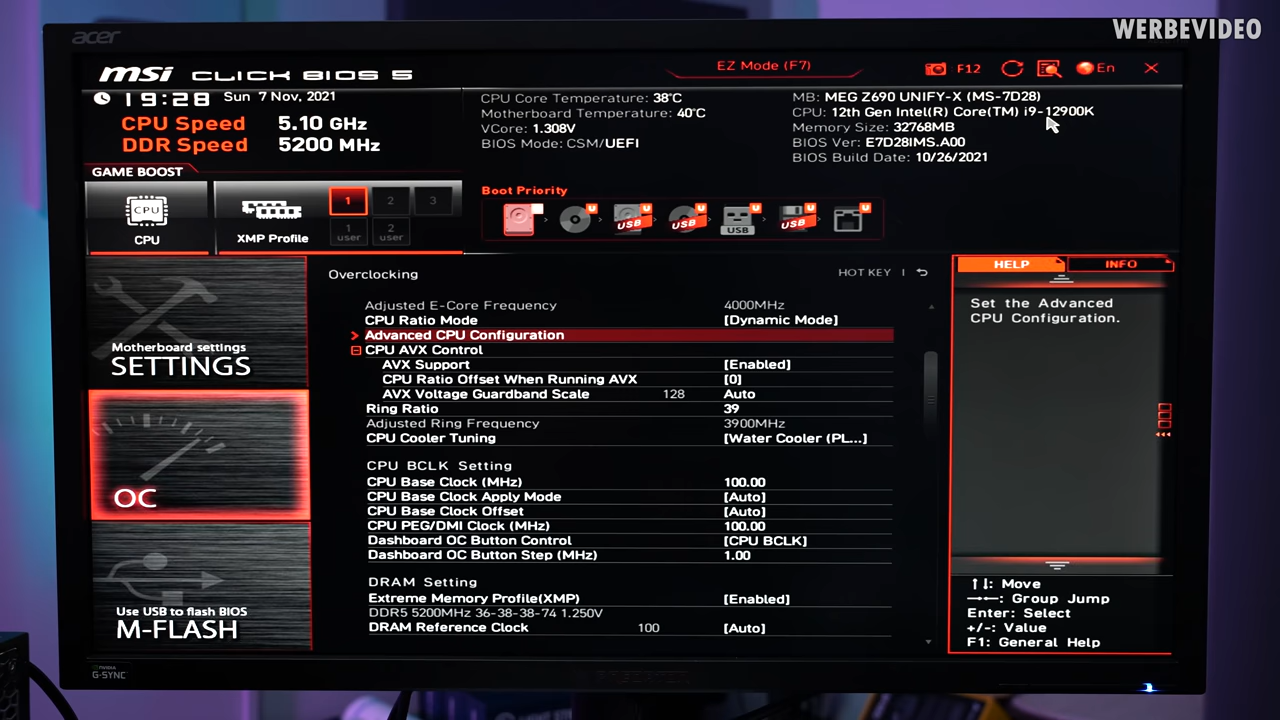 acer
WERBEVIDEO
msi CLICK BIOS 5
EZ Mode (F7)
F12
En
19:28 Sun 7 Nov, 2021
CPU Speed 5.10 GHz
DDR Speed 5200 MHz
CPU Core Temperature: 38°C
Motherboard Temperature: 40°C
VCore: 1.308V
BIOS Mode: CSM/UEFI
MB: MEG Z690 UNIFY-X (MS-7D28)
CPU: 12th Gen Intel(R) Core(TM) i9-12900K
Memory Size: 32768MB
BIOS Ver: E7D28IMS.A00
BIOS Build Date: 10/26/2021
GAME BOOST
CPU
CPU
XMP Profile
1 2 3
1 user
2 user
Boot Priority
U
U USB
U USB
U USB
U USB
U
Motherboard settings
SETTINGS
OC
Use USB to flash BIOS
M-FLASH
Overclocking
HOT KEY
Adjusted E-Core Frequency 4000MHz
CPU Ratio Mode [Dynamic Mode]
> Advanced CPU Configuration
CPU AVX Control
AVX Support [Enabled]
CPU Ratio Offset When Running AVX [0]
AVX Voltage Guardband Scale 128 Auto
Ring Ratio 39
Adjusted Ring Frequency 3900MHz
CPU Cooler Tuning [Water Cooler (PL...]
CPU BCLK Setting
CPU Base Clock (MHz) 100.00
CPU Base Clock Apply Mode [Auto]
CPU Base Clock Offset [Auto]
CPU PEG/DMI Clock (MHz) 100.00
Dashboard OC Button Control [CPU BCLK]
Dashboard OC Button Step (MHz) 1.00
DRAM Setting
Extreme Memory Profile(XMP) [Enabled]
DDR5 5200MHz 36-38-38-74 1.250V
DRAM Reference Clock 100 [Auto]
HELP
INFO
Set the Advanced
CPU Configuration.
↑↓: Move
→←: Group Jump
Enter: Select
+/-: Value
F1: General Help
NVIDIA
G-SYNC
PREDATOR